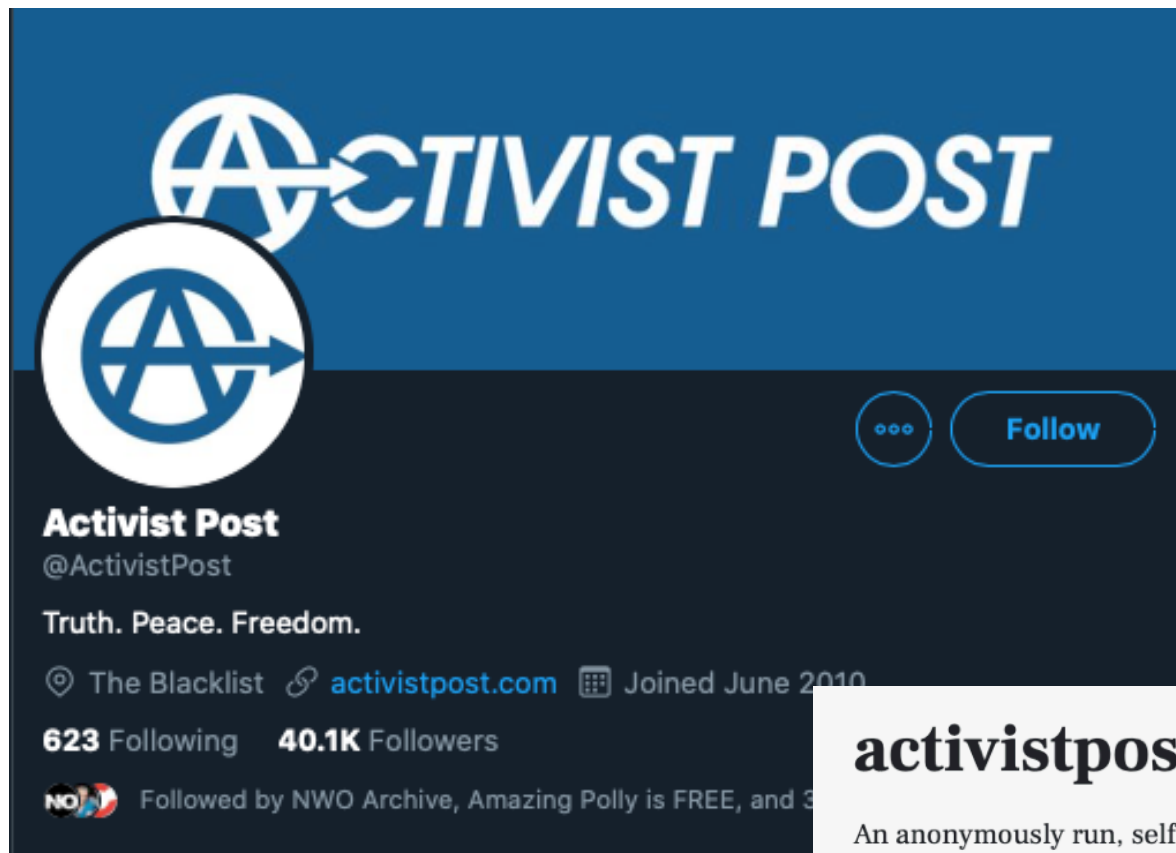 ACTIVIST POST
Follow
Activist Post
@ActivistPost
Truth. Peace. Freedom.
The Blacklist activistpost.com Joined June 2010
623 Following 40.1K Followers
NO Followed by NWO Archive, Amazing Polly is FREE, and 3
activistpos
An anonymously run, self